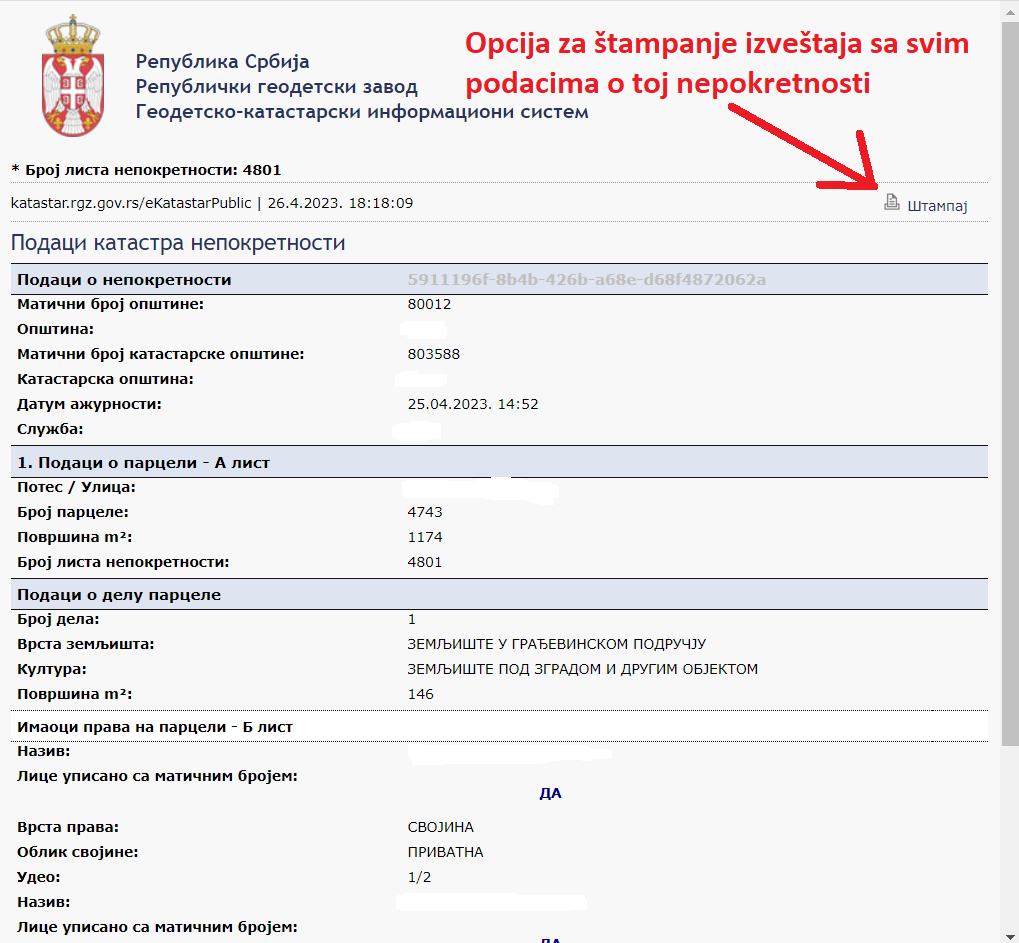 Република Србија
Републички геодетски завод
Геодетско-катастарски информациони систем
Opcija za štampanje izveštaja sa svim
podacima o toj nepokretnosti
* Број листа непокретности: 4801
katastar.rgz.gov.rs/eKatastarPublic | 26.4.2023. 18:18:09
Штампај
Подаци катастра непокретности
Подаци о непокретности 5911196f-8b4b-426b-a68e-d68f4872062a
Матични број општине: 80012
Општина:
Матични број катастарске општине: 803588
Катастарска општина:
Датум ажурности: 25.04.2023. 14:52
Служба:
1. Подаци о парцели - А лист
Потес / Улица:
Број парцеле: 4743
Површина m²: 1174
Број листа непокретности: 4801
Подаци о делу парцеле
Број дела: 1
Врста земљишта: ЗЕМЉИШТЕ У ГРАЂЕВИНСКОМ ПОДРУЧЈУ
Култура: ЗЕМЉИШТЕ ПОД ЗГРАДОМ И ДРУГИМ ОБЈЕКТОМ
Површина m²: 146
Имаоци права на парцели - Б лист
Назив:
Лице уписано са матичним бројем:
ДА
Врста права: СВОЈИНА
Облик својине: ПРИВАТНА
Удео: 1/2
Назив:
Лице уписано са матичним бројем:
ДА